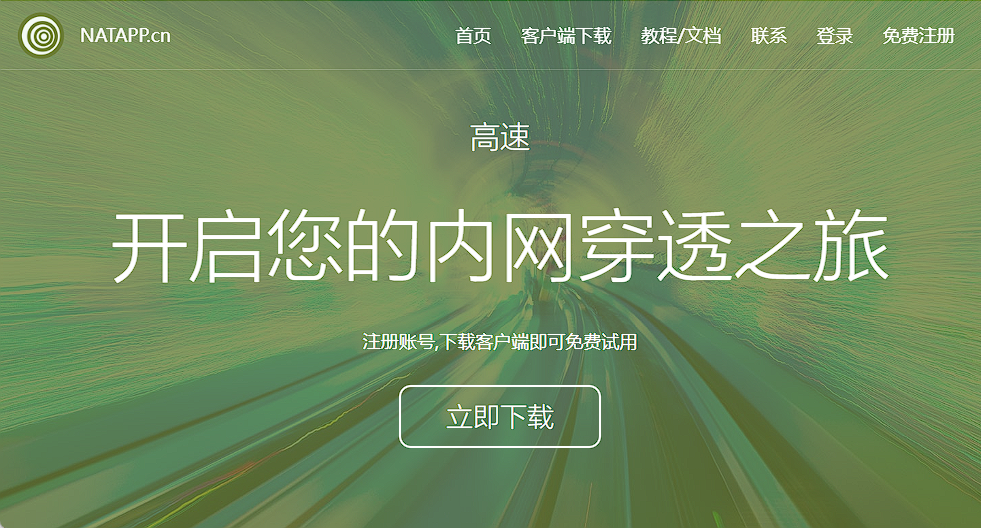 NATAPP.cn 首页 客户端下载 教程/文档 联系 登录 免费注册
高速
开启您的内网穿透之旅
注册账号,下载客户端即可免费试用
立即下载